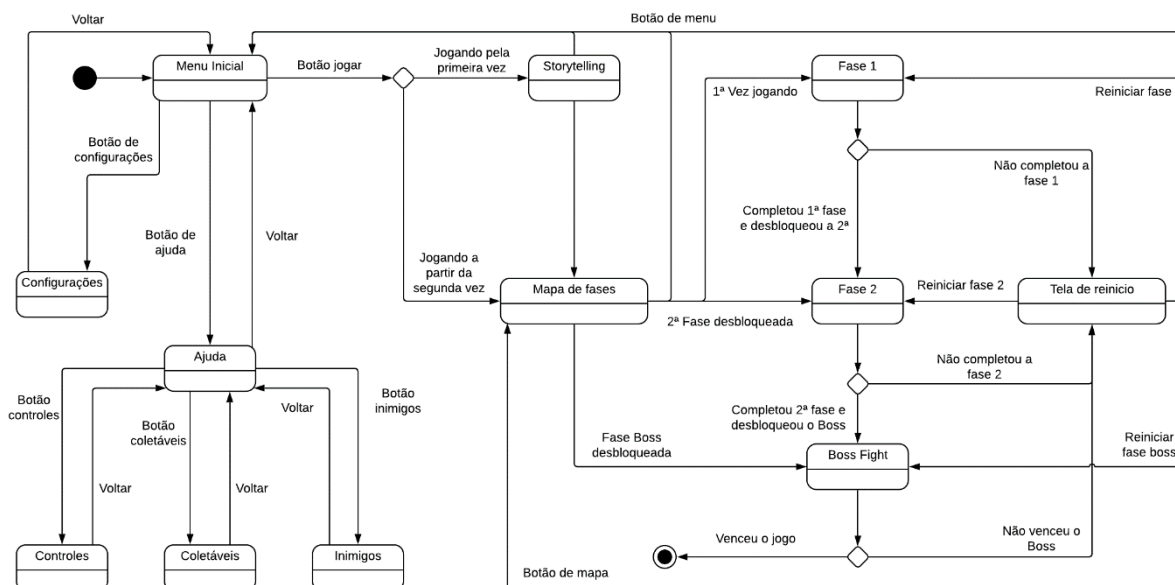 Voltar
Botão de menu
Menu Inicial
Botão jogar
Jogando pela
primeira vez
Storytelling
Fase 1
1ª Vez jogando
Reiniciar fase
Botão de
configurações
Não completou a
fase 1
Completou 1ª fase
e desbloqueou a 2ª
Botão de
ajuda
Voltar
Jogando a
partir da
segunda vez
Configurações
Mapa de fases
Fase 2
Reiniciar fase 2
Tela de reinicio
2ª Fase desbloqueada
Ajuda
Não completou a
fase 2
Botão
controles
Botão
coletáveis
Voltar
Botão
inimigos
Completou 2ª fase e
desbloqueou o Boss
Fase Boss
desbloqueada
Boss Fight
Reiniciar
fase boss
Voltar
Voltar
Não venceu o
Boss
Controles
Coletáveis
Inimigos
Venceu o jogo
Botão de mapa